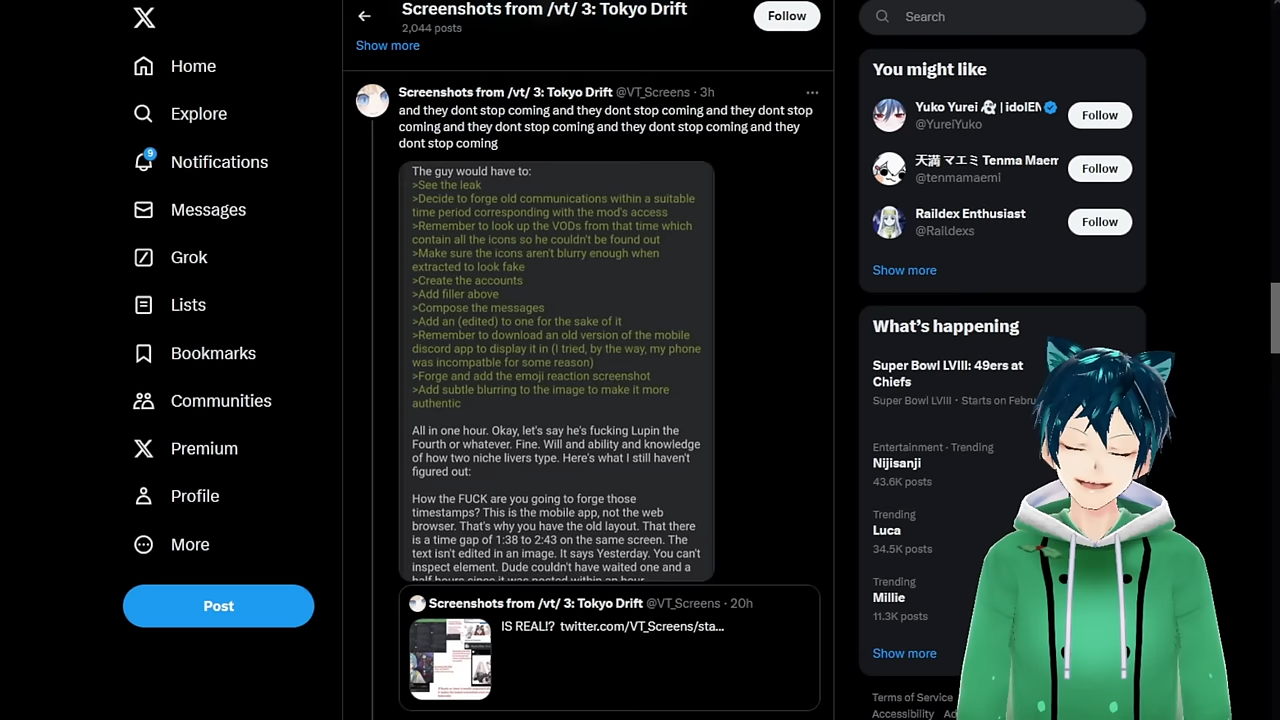 Home
Explore
9
Notifications
Messages
Grok
Lists
Bookmarks
Communities
Premium
Profile
More
Post
Screenshots from /vt/ 3: Tokyo Drift
2,044 posts
Follow
Show more
Screenshots from /vt/ 3: Tokyo Drift @VT_Screens · 3h
and they dont stop coming and they dont stop coming and they dont stop
coming and they dont stop coming and they dont stop coming and they
dont stop coming
The guy would have to:
>See the leak
>Decide to forge old communications within a suitable
time period corresponding with the mod's access
>Remember to look up the VODs from that time which
contain all the icons so he couldn't be found out
>Make sure the icons aren't blurry enough when
extracted to look fake
>Create the accounts
>Add filler above
>Compose the messages
>Add an (edited) to one for the sake of it
>Remember to download an old version of the mobile
discord app to display it in (I tried, by the way, my phone
was incompatble for some reason)
>Forge and add the emoji reaction screenshot
>Add subtle blurring to the image to make it more
authentic
All in one hour. Okay, let's say he's fucking Lupin the
Fourth or whatever. Fine. Will and ability and knowledge
of how two niche livers type. Here's what I still haven't
figured out:
How the FUCK are you going to forge those
timestamps? This is the mobile app, not the web
browser. That's why you have the old layout. That there
is a time gap of 1:38 to 2:43 on the same screen. The
text isn't edited in an image. It says Yesterday. You can't
inspect element. Dude couldn't have waited one and a
half hours since it was posted within an hour
Screenshots from /vt/ 3: Tokyo Drift @VT_Screens · 20h
IS REAL!? twitter.com/VT_Screens/sta...
Search
You might like
Yuko Yurei | idolEN
@YureiYuko
Follow
天満 マエミ Tenma Maem
@tenmamaemi
Follow
Raildex Enthusiast
@Raildexs
Follow
Show more
What's happening
Super Bowl LVIII: 49ers at
Chiefs
Super Bowl LVIII · Starts on Febru
Entertainment · Trending
Nijisanji
43.6K posts
Trending
Luca
34.5K posts
Trending
Millie
11.3K posts
Show more
Terms of Service
Accessibility